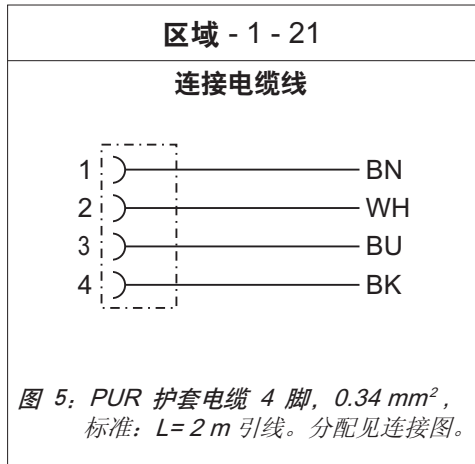 区域 - 1 - 21
连接电缆线
1 BN
2 WH
3 BU
4 BK
图 5：PUR 护套电缆 4 脚，0.34 mm²，
标准：L= 2 m 引线。分配见连接图。